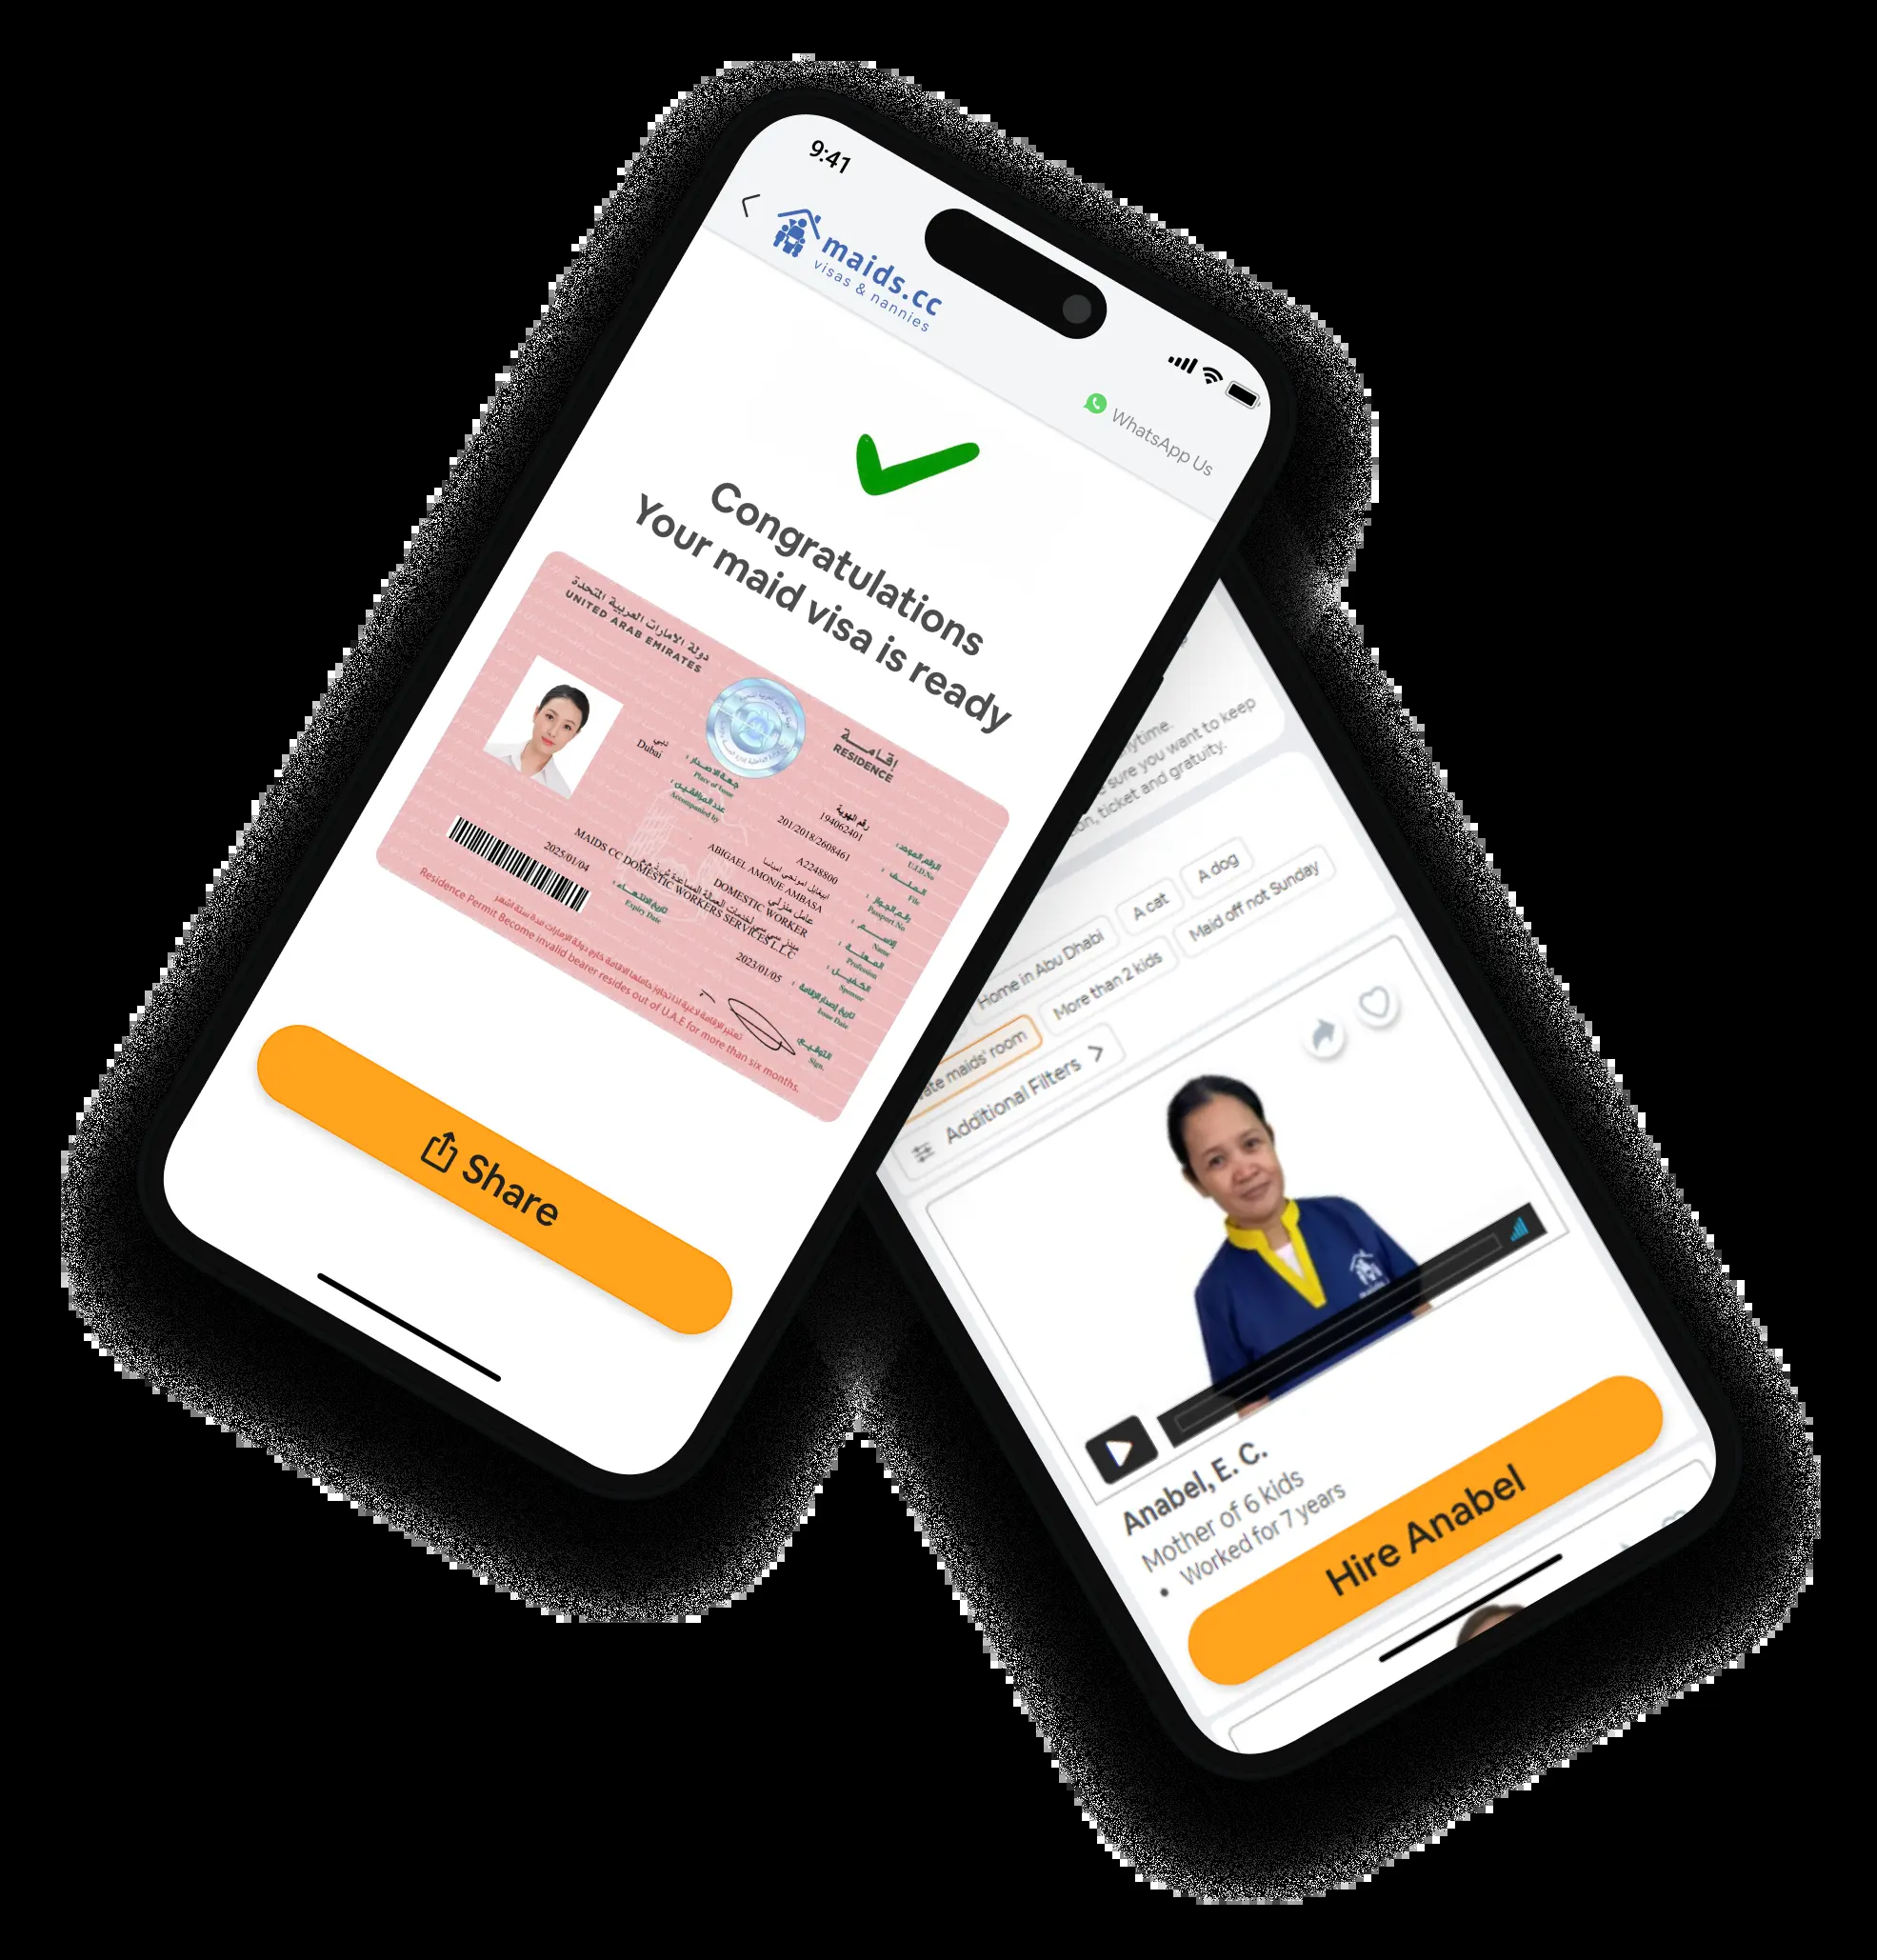 9:41
maids.cc
visas & nannies
WhatsApp Us
Congratulations
Your maid visa is ready
دولة الامارات العربية المتحدة
UNITED ARAB EMIRATES
إقامة
RESIDENCE
دبي
Dubai
جهة الاصدار :
Place of Issue
عدد المرافقين :
Accompanied by
رقم الهوية
194062401
الرقم الموحد :
U.I.D.No
201/2018/2608461
الملف :
File
A2248800
رقم الجواز :
Passport No
ABIGAEL AMONJE AMBASA
الاسم :
Name
عامل منزلي
DOMESTIC WORKER
المهنة :
Profession
MAIDS CC DOMESTIC WORKERS SERVICES L.L.C
الكفيل :
Sponsor
2023/01/05
تاريخ إصدار الإقامة :
Issue Date
2025/01/04
تاريخ الانتهاء :
Expiry Date
التوقيع :
Sign.
Residence Permit Become invalid bearer resides out of U.A.E for more than six months.
Share
nytime.
sure you want to keep
on, ticket and gratuity.
Home in Abu Dhabi
A cat
A dog
ate maids' room
More than 2 kids
Maid off not Sunday
Additional Filters
Anabel, E. C.
Mother of 6 kids
• Worked for 7 years
Hire Anabel